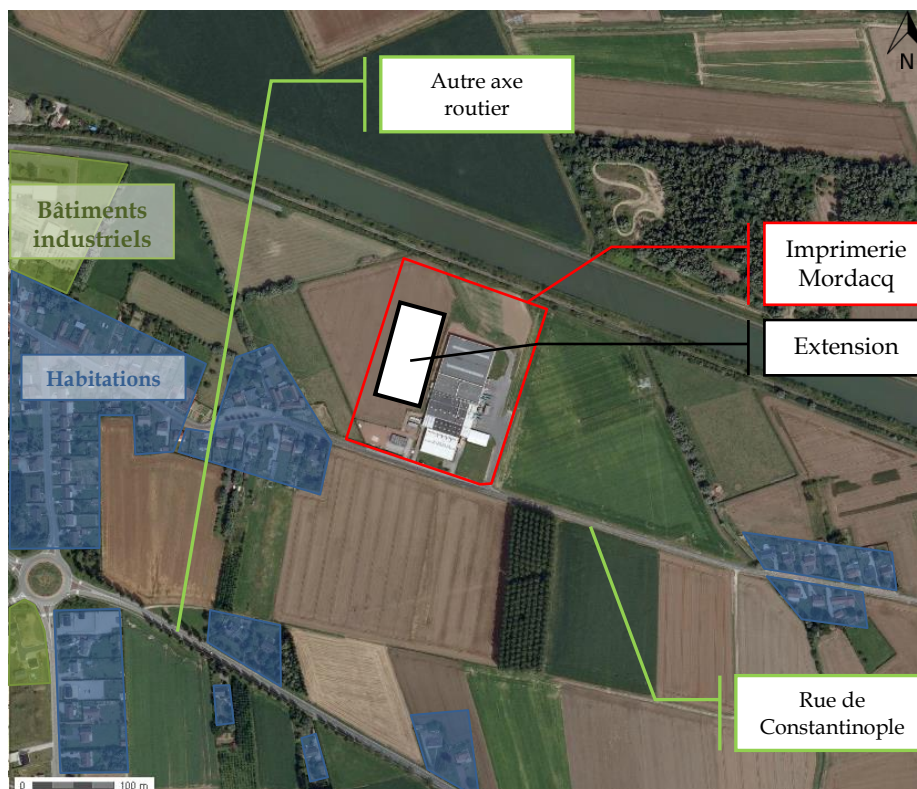 N
Autre axe
routier
Bâtiments
industriels
Imprimerie
Mordacq
Extension
Habitations
Rue de
Constantinople
0 100 m